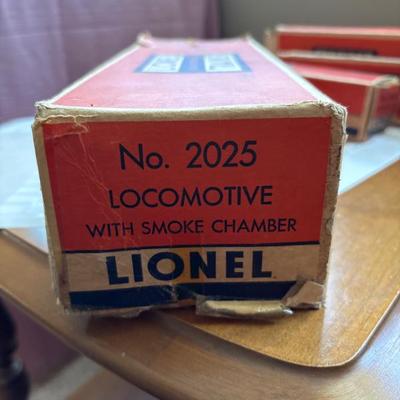 No. 2025
LOCOMOTIVE
WITH SMOKE CHAMBER
LIONEL